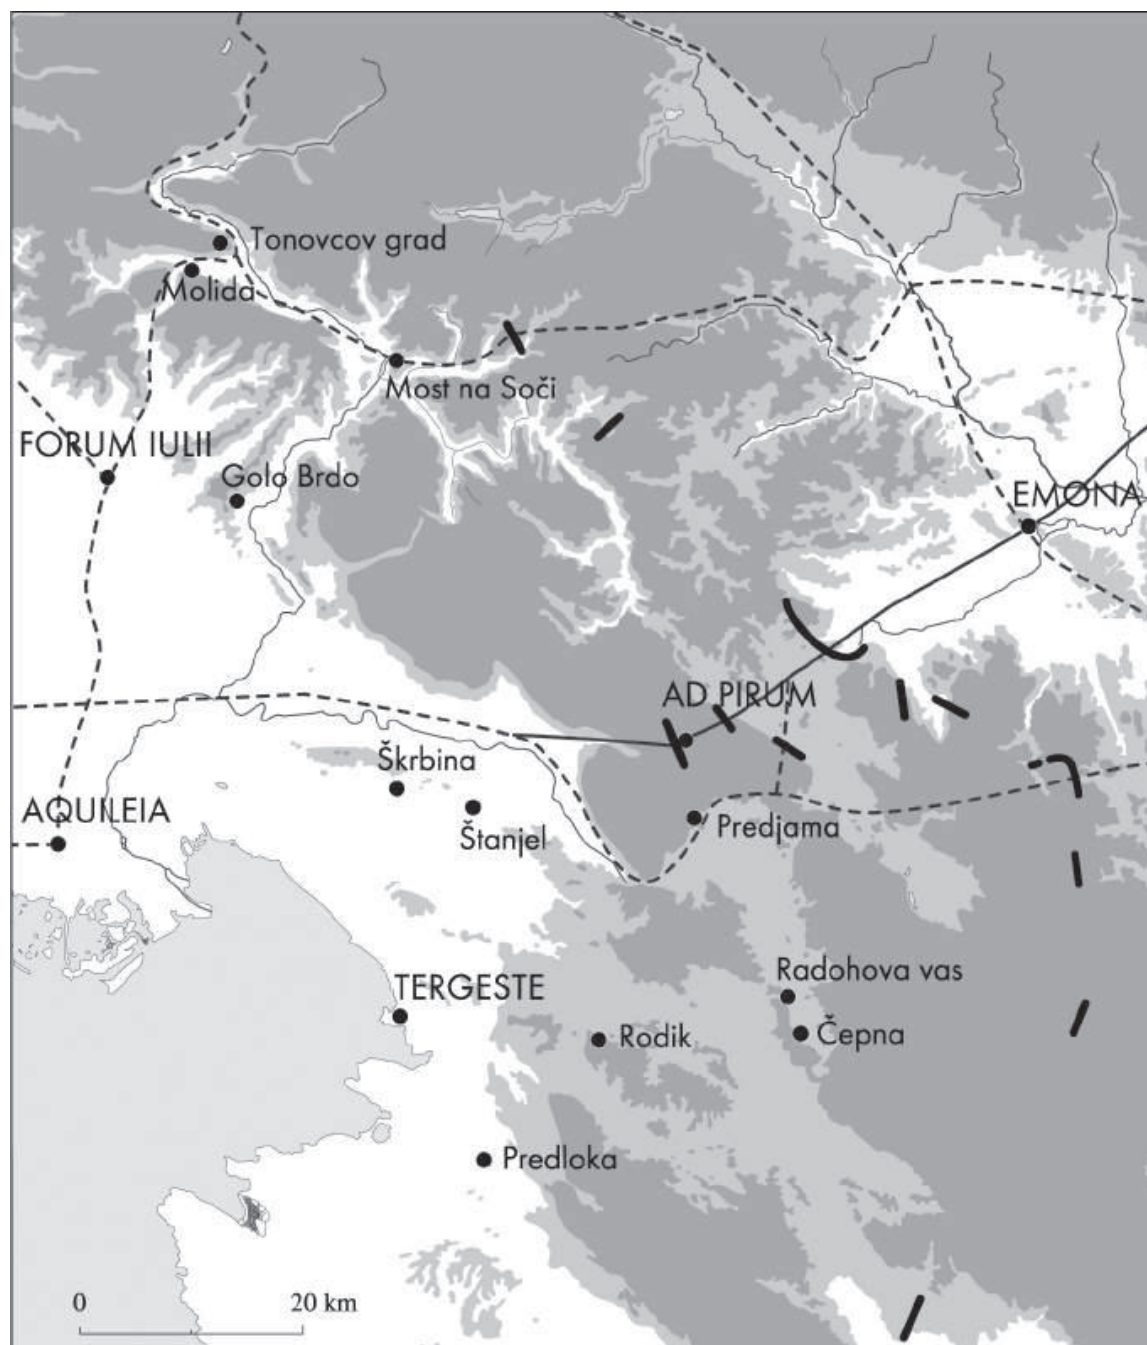 Tonovcov grad
Molida
Most na Soči
FORUM IULII
Golo Brdo
EMONA
AD PIRUM
Škrbina
AQUILEIA
Štanjel
Predjama
Radohova vas
TERGESTE
Rodik
Čepna
Predloka
0 20 km